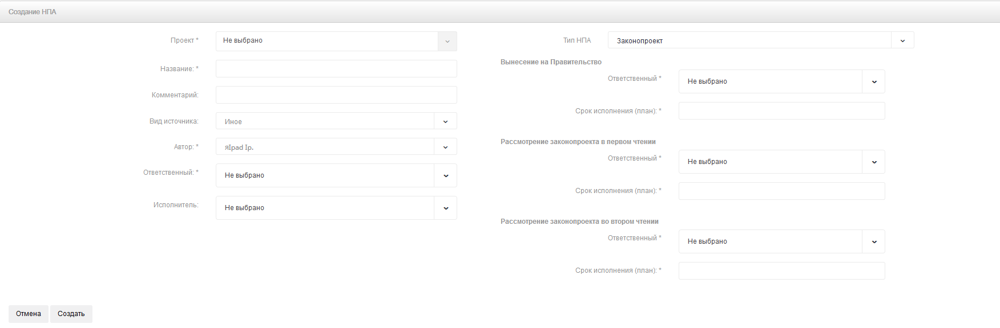 Создание НПА
Проект *
Не выбрано
Название: *
Комментарий:
Вид источника:
Иное
Автор: *
яIpad Ip.
Ответственный: *
Не выбрано
Исполнитель:
Не выбрано
Тип НПА
Законопроект
Вынесение на Правительство
Ответственный *
Не выбрано
Срок исполнения (план): *
Рассмотрение законопроекта в первом чтении
Ответственный *
Не выбрано
Срок исполнения (план): *
Рассмотрение законопроекта во втором чтении
Ответственный *
Не выбрано
Срок исполнения (план): *
Отмена
Создать